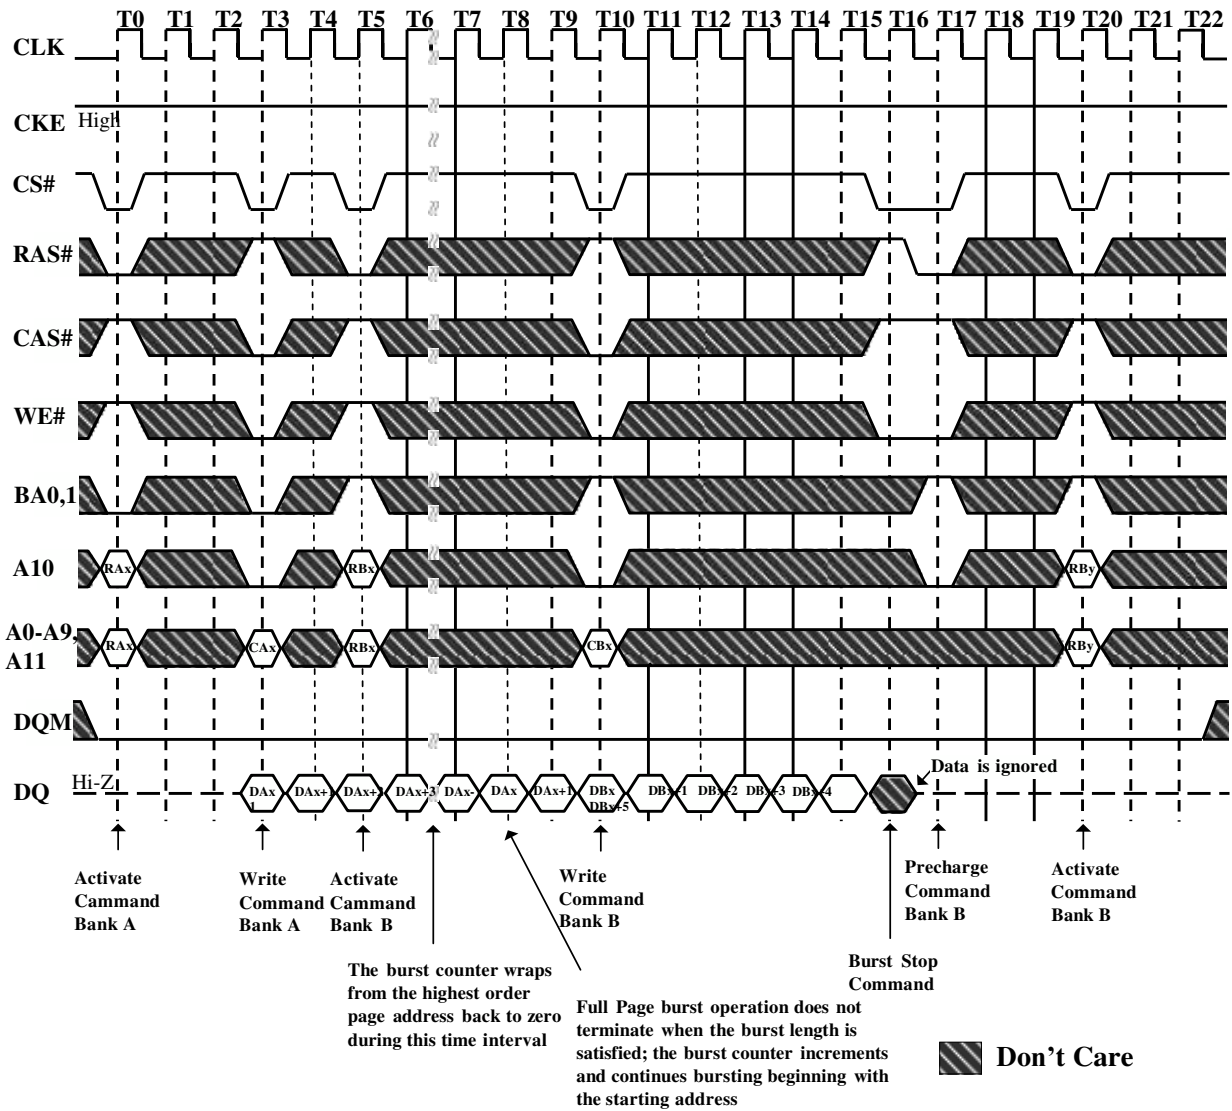 T0 T1 T2 T3 T4 T5 T6 T7 T8 T9 T10 T11 T12 T13 T14 T15 T16 T17 T18 T19 T20 T21 T22
CLK
CKE High
CS#
RAS#
CAS#
WE#
BA0,1
A10 RAx RBx RBy
A0-A9,
A11
RAx CAx RBx CBx RBy
DQM
Hi-Z
DQ
DAx DAx+1 DAx+3 DAx- DAx DAx+1 DBx DBx+1 DBx+2 DBx+3 DBx+4
1 DBx+5
Data is ignored
Activate
Cammand
Bank A
Write
Command
Bank A
Activate
Cammand
Bank B
Write
Command
Bank B
Precharge
Command
Bank B
Activate
Command
Bank B
Burst Stop
Command
The burst counter wraps
from the highest order
page address back to zero
during this time interval
Full Page burst operation does not
terminate when the burst length is
satisfied; the burst counter increments
and continues bursting beginning with
the starting address
Don't Care